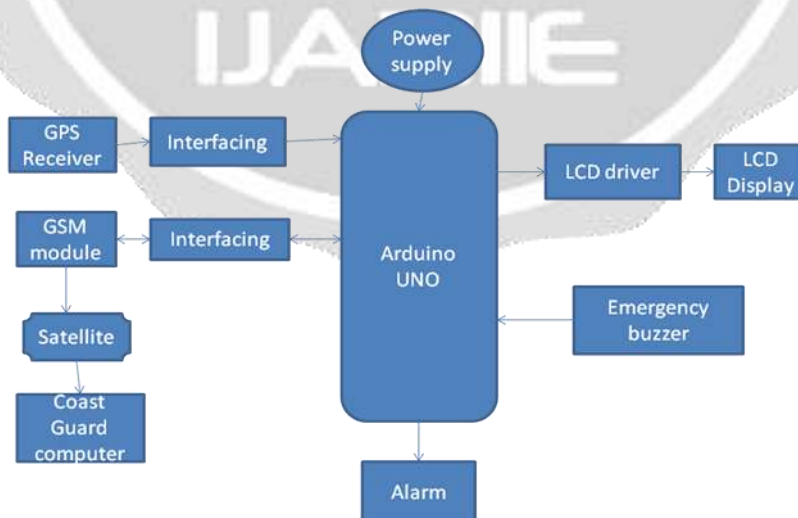 IJARIIE
Power
supply
GPS
Receiver
Interfacing
LCD driver
LCD
Display
GSM
module
Interfacing
Arduino
UNO
Satellite
Emergency
buzzer
Coast
Guard
computer
Alarm